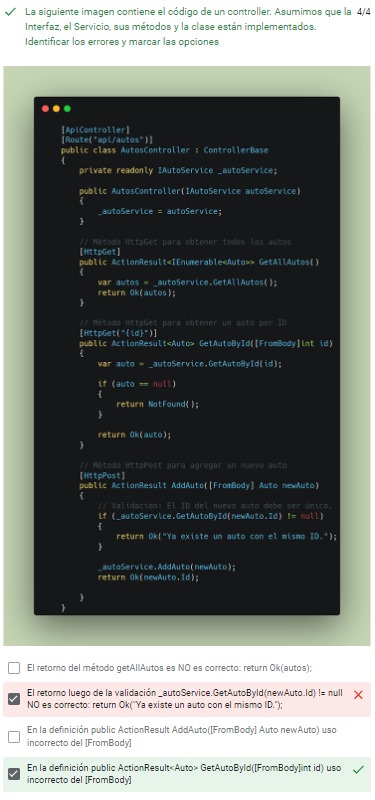 La siguiente imagen contiene el código de un controller. Asumimos que la 4/4
Interfaz, el Servicio, sus métodos y la clase están implementados.
Identificar los errores y marcar las opciones
[ApiController]
[Route("api/autos")]
public class AutosController : ControllerBase
{
private readonly IAutoService _autoService;
public AutosController(IAutoService autoService)
{
_autoService = autoService;
}
// Método HttpGet para obtener todos los autos
[HttpGet]
public ActionResult<IEnumerable<Auto>> GetAllAutos()
{
var autos = _autoService.GetAllAutos();
return Ok(autos);
}
// Método HttpGet para obtener un auto por ID
[HttpGet("{id}")]
public ActionResult<Auto> GetAutoById([FromBody]int id)
{
var auto = _autoService.GetAutoById(id);
if (auto == null)
{
return NotFound();
}
return Ok(auto);
}
// Método HttpPost para agregar un nuevo auto
[HttpPost]
public ActionResult AddAuto([FromBody] Auto newAuto)
{
// Validación: El ID del nuevo auto debe ser único.
if (_autoService.GetAutoById(newAuto.Id) != null)
{
return Ok("Ya existe un auto con el mismo ID.");
}
_autoService.AddAuto(newAuto);
return Ok(newAuto.Id);
}
}
El retorno del método getAllAutos es NO es correcto: return Ok(autos);
El retorno luego de la validación _autoService.GetAutoById(newAuto.Id) != null
NO es correcto: return Ok("Ya existe un auto con el mismo ID.");
En la definición public ActionResult AddAuto([FromBody] Auto newAuto) uso
incorrecto del [FromBody]
En la definición public ActionResult<Auto> GetAutoById([FromBody]int id) uso
incorrecto del [FromBody]